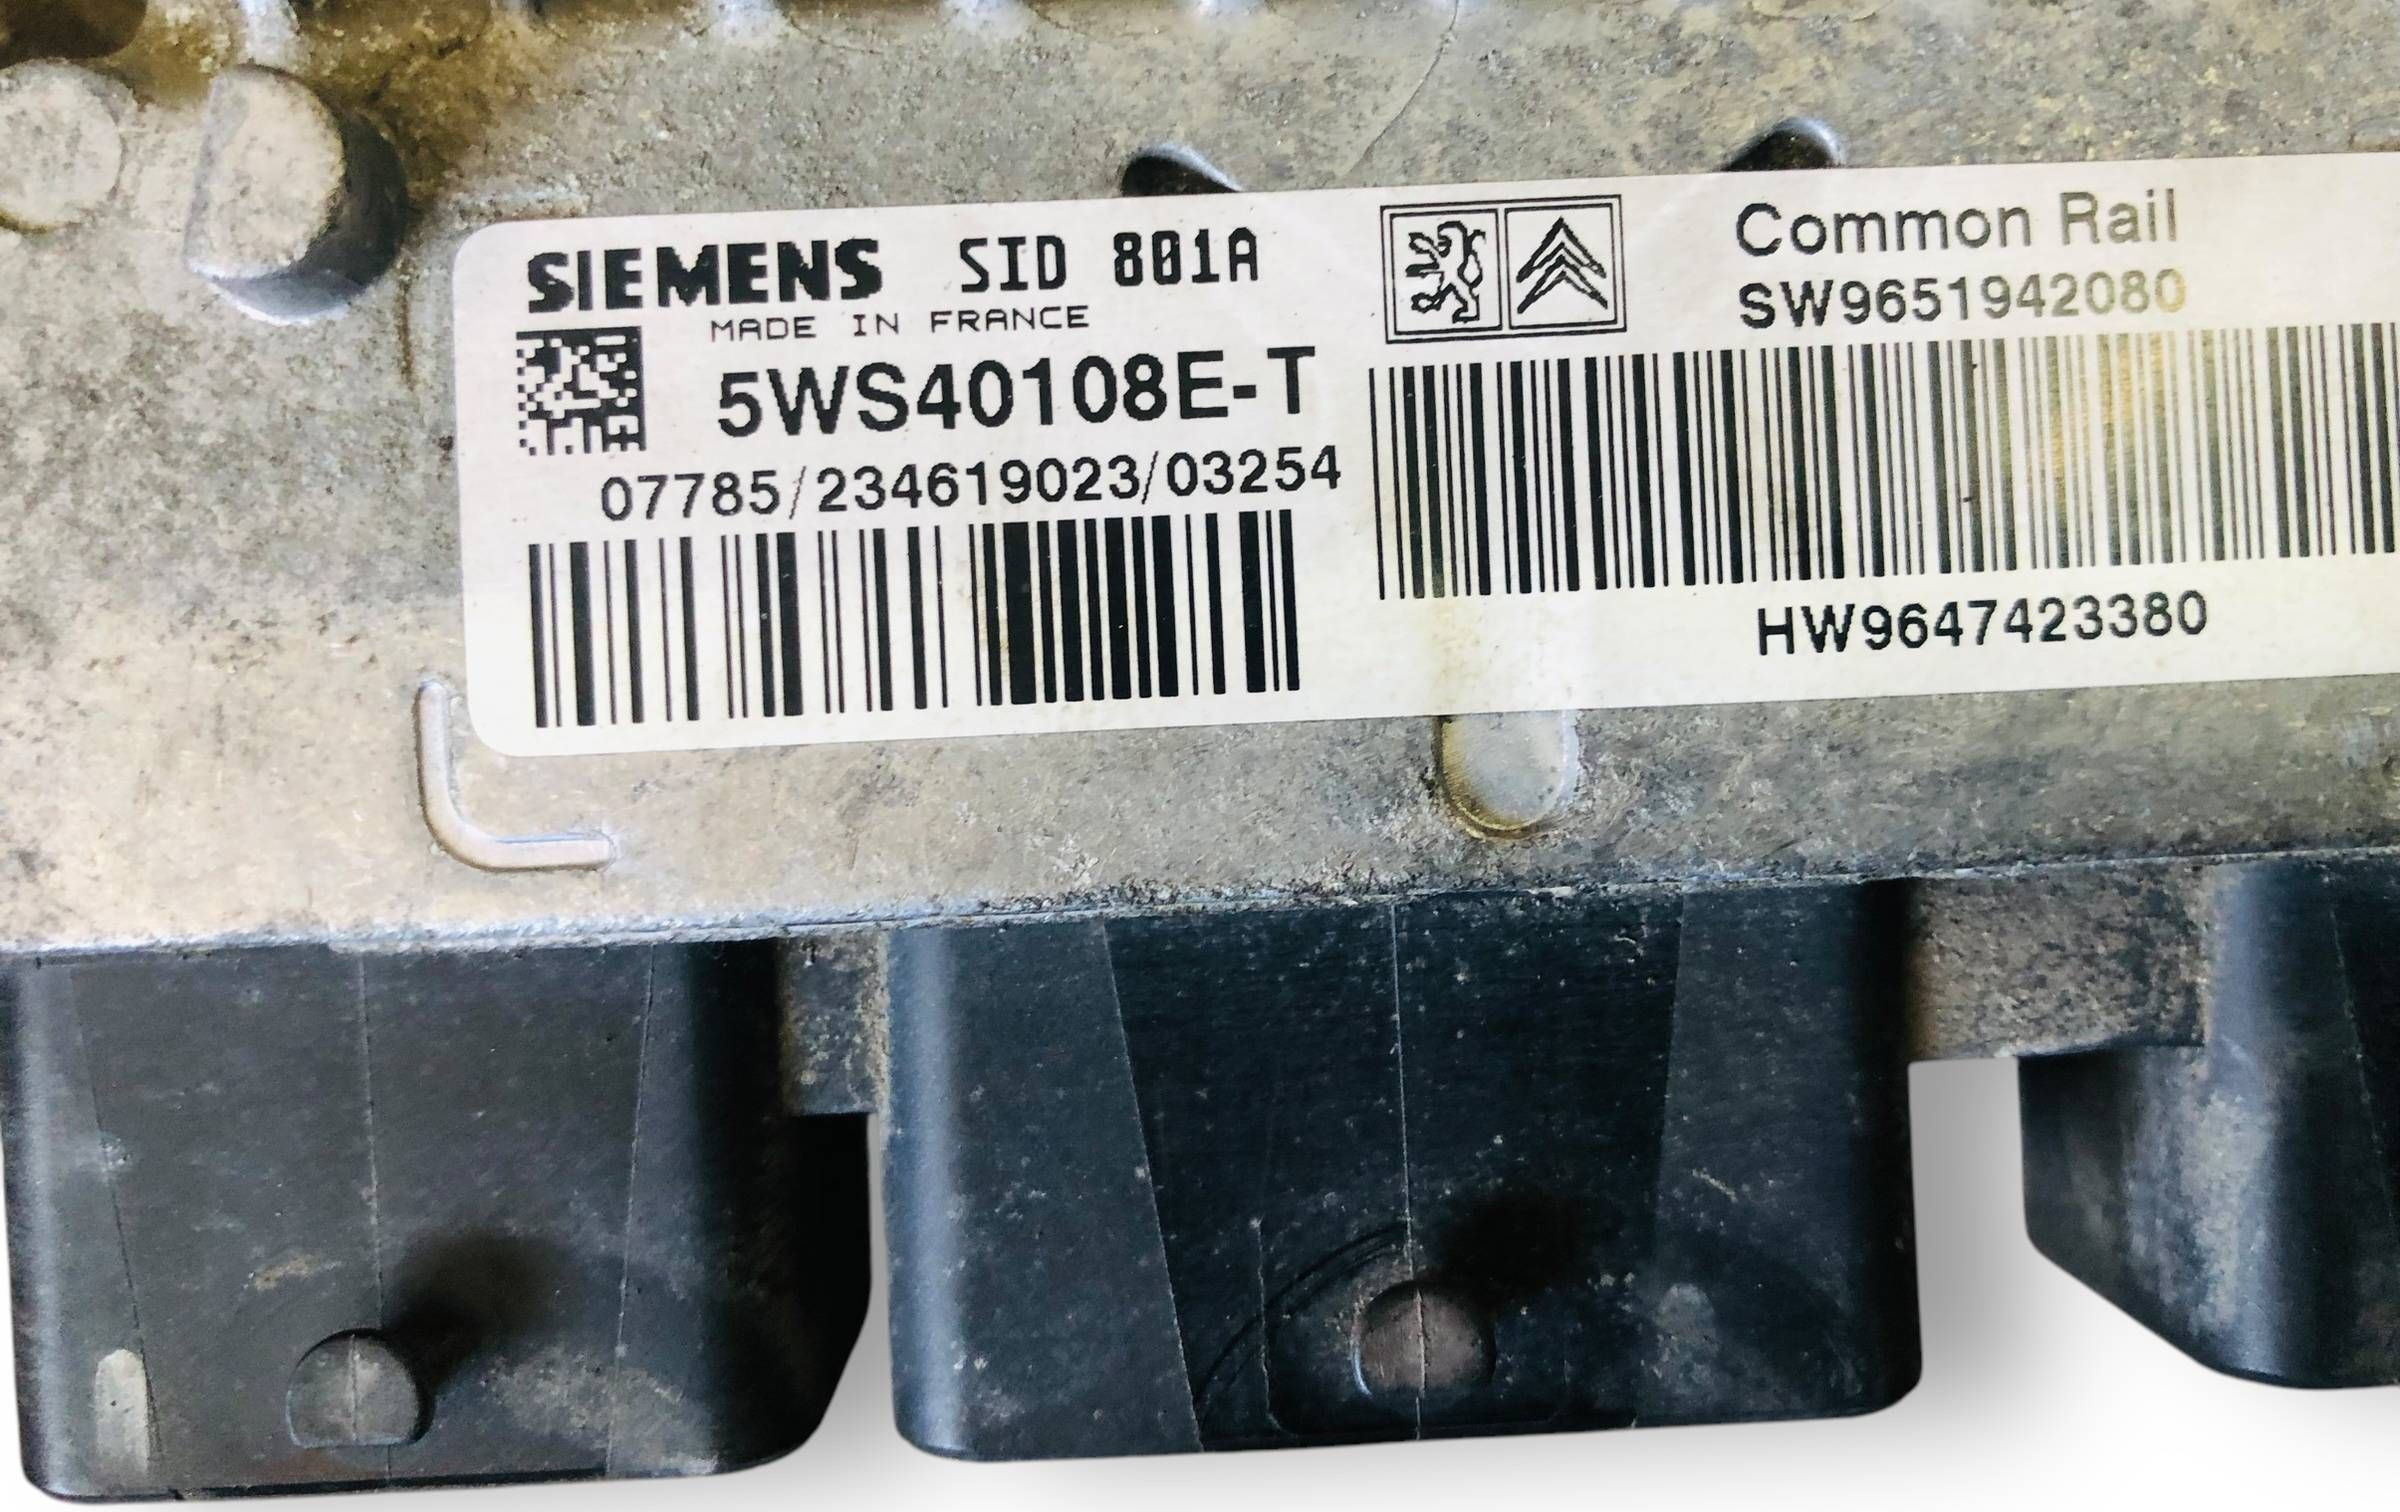 SIEMENS SID 801A
MADE IN FRANCE
5WS40108E-T
07785/234619023/03254
Common Rail
SW9651942080
HW9647423380